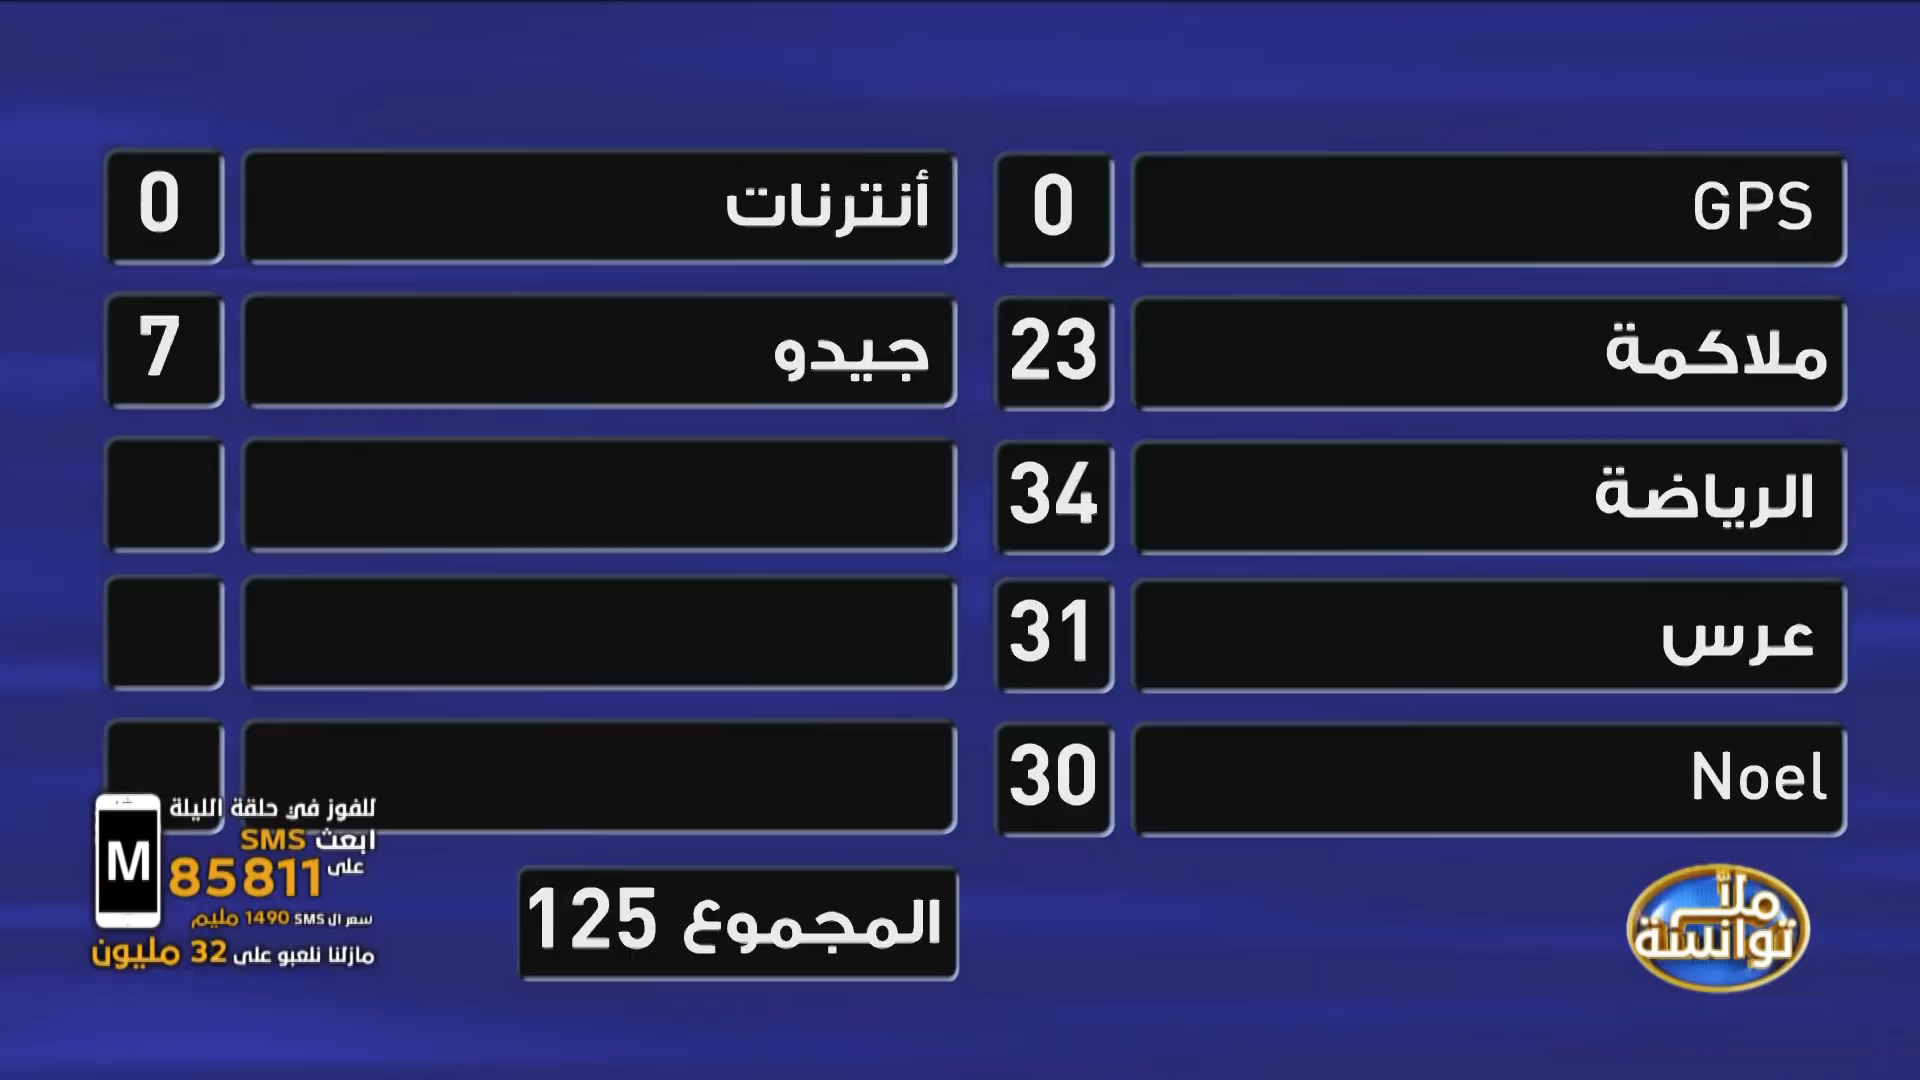 GPS
0
أنترنات
0
ملاكمة
23
جيدو
7
الرياضة
34
عرس
31
Noel
30
المجموع 125
M
للفوز في حلقة الليلة
ابعث SMS
على 85811
سعر ال SMS 1490 مليم
مازلنا نلعبو على 32 مليون
ملّي
توانسة